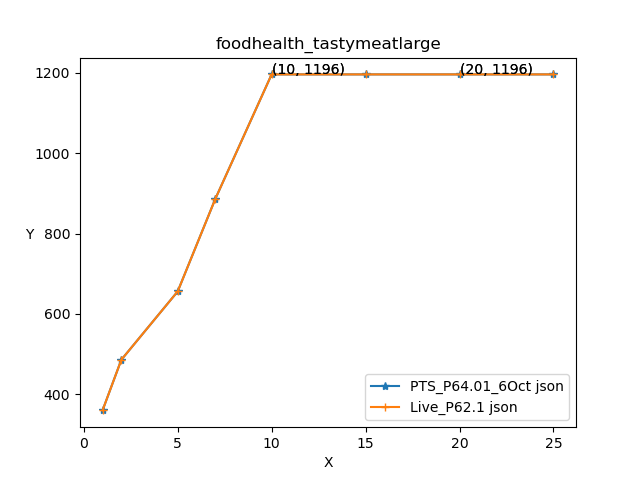 foodhealth_tastymeatlarge
1200
(10, 1196)
(20, 1196)
1000
Y
800
600
400
PTS_P64.01_6Oct json
Live_P62.1 json
0
5
10
15
20
25
X